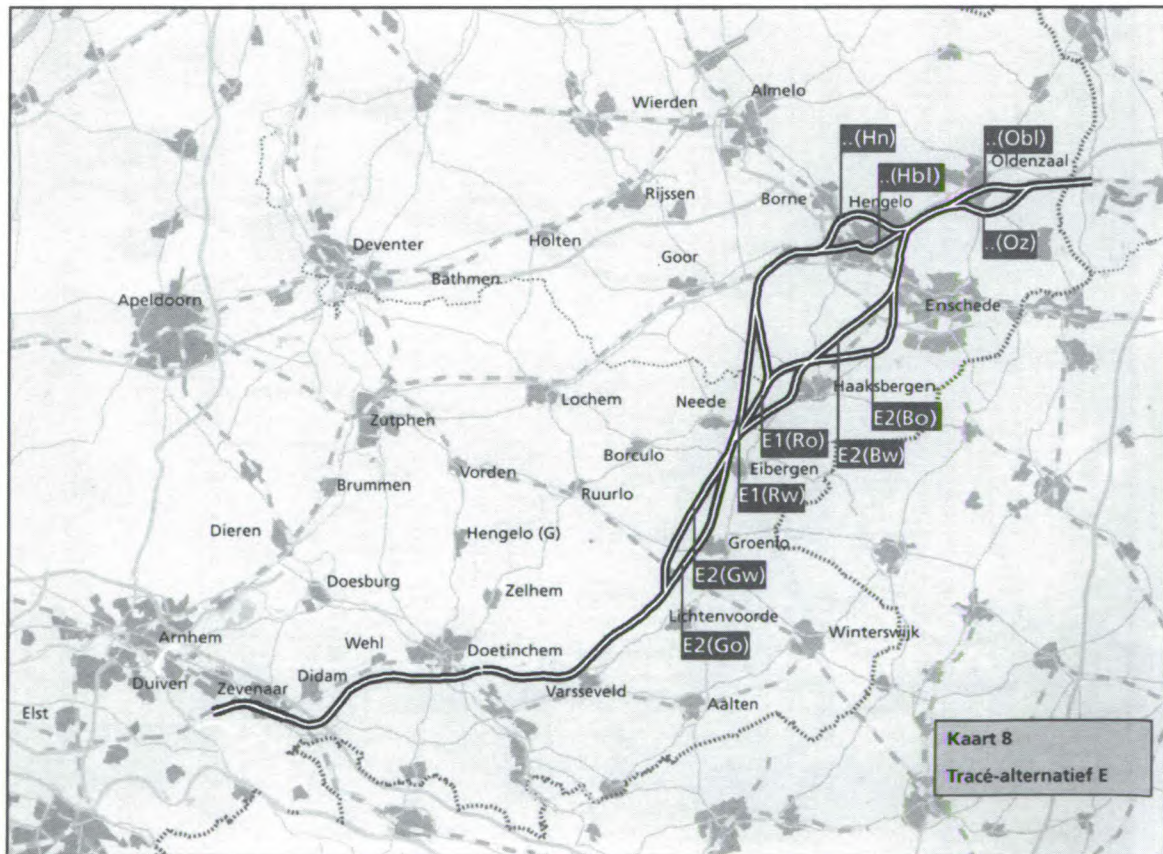 Almelo
Wierden
..(Hn)
..(Obl)
Oldenzaal
..(Hbl)
Rijssen
Borne
Hengelo
Deventer
Holten
..(Oz)
Goor
Bathmen
Apeldoorn
Enschede
Haaksbergen
Lochem
Neede
E2(Bo)
Zutphen
E1(Ro)
Borculo
E2(Bw)
Vorden
Eibergen
Brummen
Ruurlo
E1(Rw)
Dieren
Hengelo (G)
Groenlo
E2(Gw)
Doesburg
Zelhem
Lichtenvoorde
Arnhem
Winterswijk
Wehl
E2(Go)
Doetinchem
Didam
Duiven
Zevenaar
Varsseveld
Aalten
Elst
Kaart 8
Tracé-alternatief E